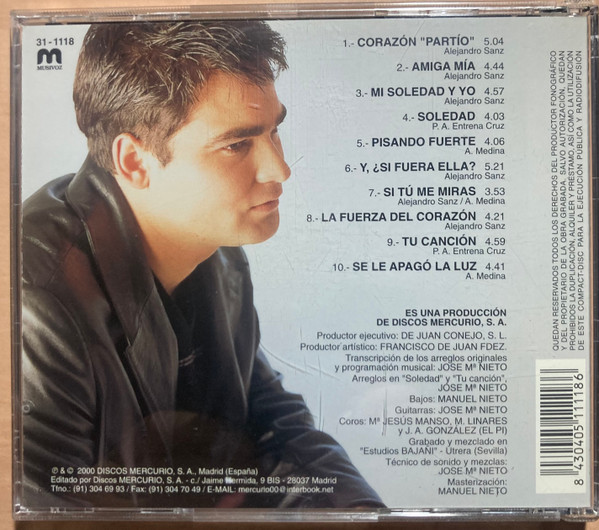 31-1118
m
MERMVOZ
1.- CORAZÓN "PARTÍO" 5.04
Alejandro Sanz
2.- AMIGA MÍA 4.44
Alejandro Sanz
3.- MI SOLEDAD Y YO 4.57
Alejandro Sanz
4.- SOLEDAD 4.03
P. A. Entrena Cruz
5.- PISANDO FUERTE 4.06
A. Medina
6.- Y, ¿SI FUERA ELLA? 5.21
Alejandro Sanz
7.- SI TÚ ME MIRAS 3.53
Alejandro Sanz / A. Medina
8.- LA FUERZA DEL CORAZÓN 4.21
Alejandro Sanz
9.- TU CANCIÓN 4.59
P. A. Entrena Cruz
10.- SE LE APAGÓ LA LUZ 4.41
A. Medina
ES UNA PRODUCCIÓN
DE DISCOS MERCURIO, S. A.
Productor ejecutivo: DE JUAN CONEJO, S. L.
Productor artístico: FRANCISCO DE JUAN FDEZ.
Transcripción de los arreglos originales
y programación musical: JOSE Mª NIETO
Arreglos en "Soledad" y "Tu canción",
JOSE Mª NIETO
Bajos: MANUEL NIETO
Guitarras: JOSE Mª NIETO
Coros: Mª JESÚS MANSO, M. LINARES
y J. A. GONZÁLEZ (EL PI)
Grabado y mezclado en
"Estudios BAJAÑI" - Utrera (Sevilla)
Técnico de sonido y mezclas:
JOSE Mª NIETO
Masterización:
MANUEL NIETO
℗ & © 2000 DISCOS MERCURIO, S. A., Madrid (España)
Editado por Discos MERCURIO, S. A. - c./ Jaime Hermida, 9 BIS - 28037 Madrid
Tfno.: (91) 304 69 93 / Fax: (91) 304 70 49 / E-MAIL: mercurio00@interbook.net
QUEDAN RESERVADOS TODOS LOS DERECHOS DEL PRODUCTOR FONOGRÁFICO
Y DEL PROPIETARIO DE LA OBRA GRABADA. SALVO AUTORIZACIÓN, QUEDAN
PROHIBIDOS LA DUPLICACIÓN, ALQUILER Y PRÉSTAMO, ASÍ COMO LA UTILIZACIÓN
DE ESTE COMPACT-DISC PARA LA EJECUCIÓN PÚBLICA Y RADIODIFUSIÓN
8 430405 111186